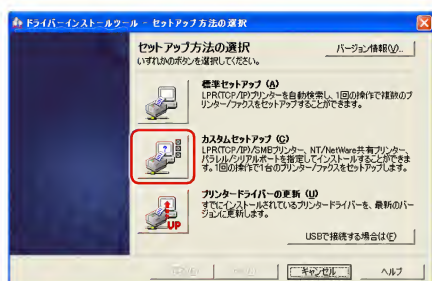 ドライバーインストールツール - セットアップ方法の選択
セットアップ方法の選択
いずれかのボタンを選択してください。
バージョン情報(V)...
標準セットアップ (A)
LPR(TCP/IP)プリンターを自動検索し、1回の操作で複数のプ
リンター/ファクスをセットアップすることができます。
カスタムセットアップ (C)
LPR(TCP/IP)/SMBプリンター、NT/NetWare共有プリンター、
パラレル/シリアルポートを指定してインストールすることができま
す。1回の操作で1台のプリンター/ファクスをセットアップします。
プリンタードライバーの更新 (U)
すでにインストールされているプリンタードライバーを、最新のバー
ジョンに更新します。
UP
USBで接続する場合は(F)
キャンセル
ヘルプ